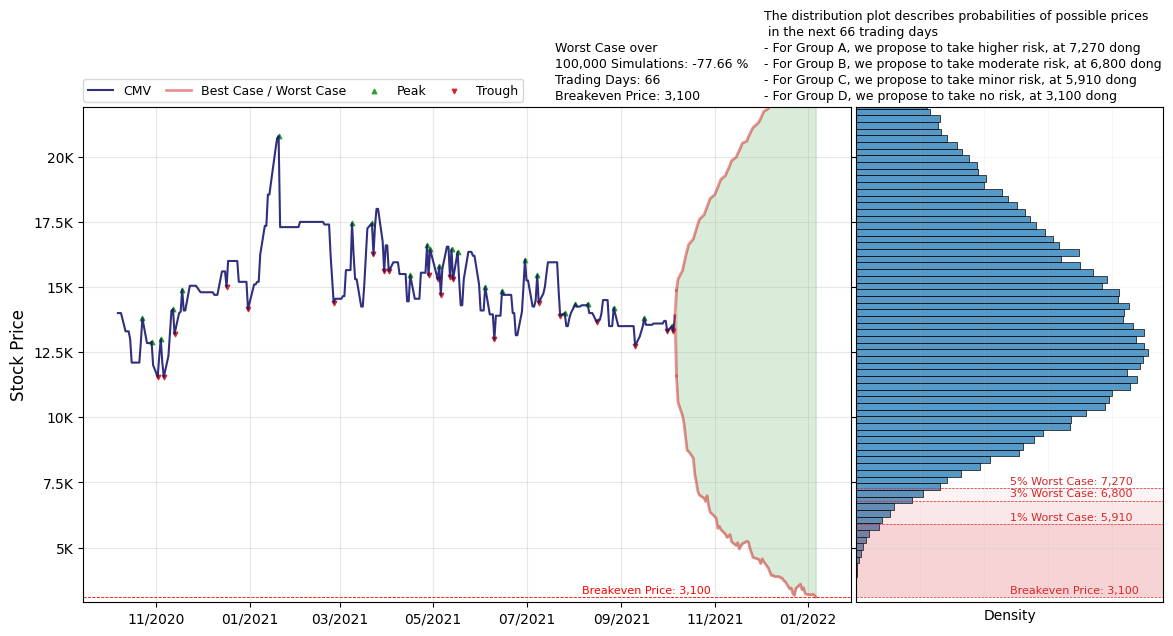 The distribution plot describes probabilities of possible prices
in the next 66 trading days
- For Group A, we propose to take higher risk, at 7,270 dong
- For Group B, we propose to take moderate risk, at 6,800 dong
- For Group C, we propose to take minor risk, at 5,910 dong
- For Group D, we propose to take no risk, at 3,100 dong
Worst Case over
100,000 Simulations: -77.66 %
Trading Days: 66
Breakeven Price: 3,100
CMV
Best Case / Worst Case
Peak
Trough
Stock Price
20K
17.5K
15K
12.5K
10K
7.5K
5K
Breakeven Price: 3,100
11/2020
01/2021
03/2021
05/2021
07/2021
09/2021
11/2021
01/2022
5% Worst Case: 7,270
3% Worst Case: 6,800
1% Worst Case: 5,910
Breakeven Price: 3,100
Density